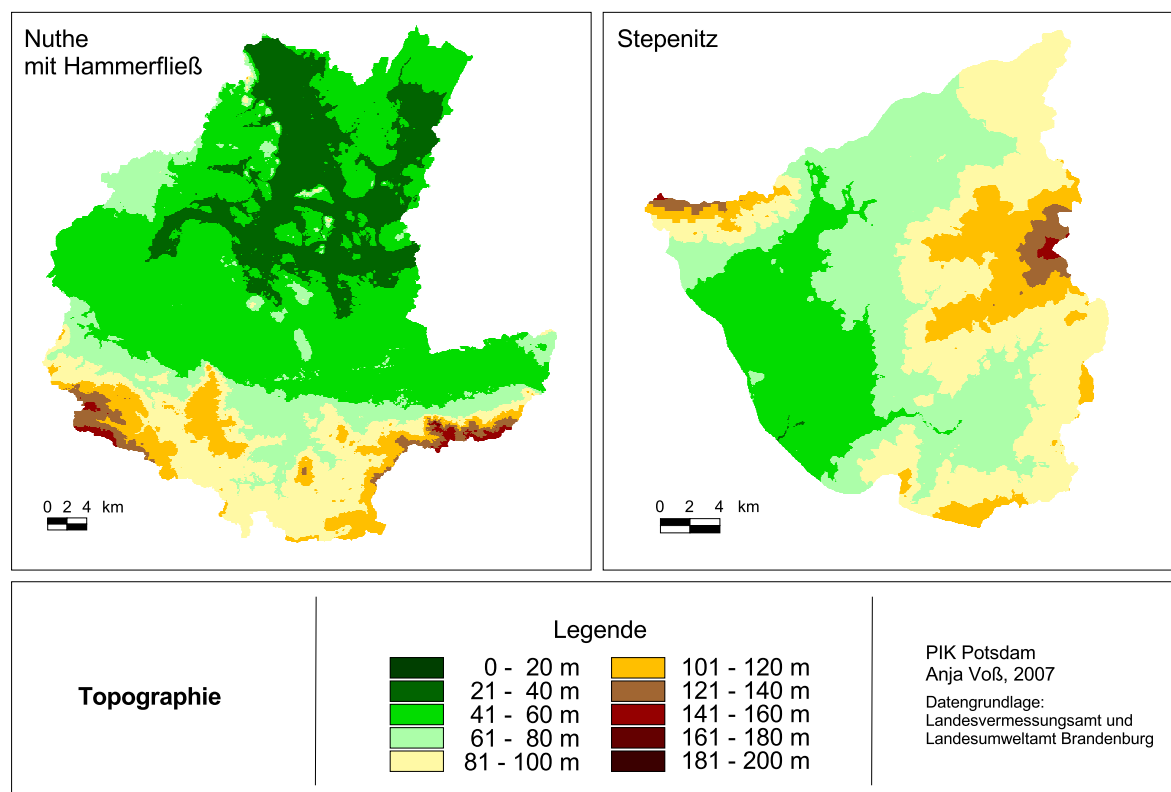 Nuthe
mit Hammerfließ
0 2 4 km
Stepenitz
0 2 4 km
Topographie
Legende
0 - 20 m
21 - 40 m
41 - 60 m
61 - 80 m
81 - 100 m
101 - 120 m
121 - 140 m
141 - 160 m
161 - 180 m
181 - 200 m
PIK Potsdam
Anja Voß, 2007
Datengrundlage:
Landesvermessungsamt und
Landesumweltamt Brandenburg